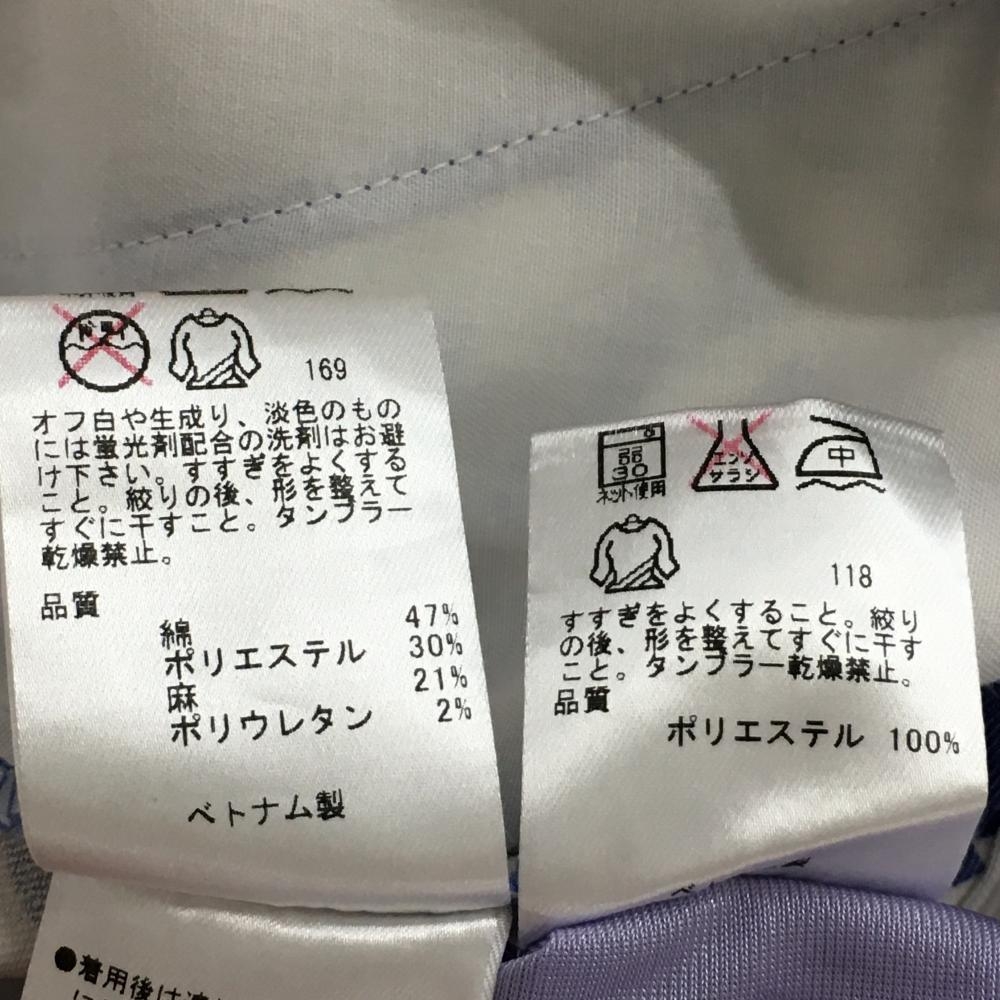 169
オフ白や生成り、淡色のもの
には蛍光剤配合の洗剤はお避
け下さい。すすぎをよくする
こと。絞りの後、形を整えて
すぐに干すこと。タンブラー
乾燥禁止。
品質
綿 47%
ポリエステル 30%
麻 21%
ポリウレタン 2%
ベトナム製
●着用後は
弱
30
ネット使用
エンソ
サラシ
中
118
すすぎをよくすること。絞り
の後、形を整えてすぐに干す
こと。タンブラー乾燥禁止。
品質
ポリエステル 100%